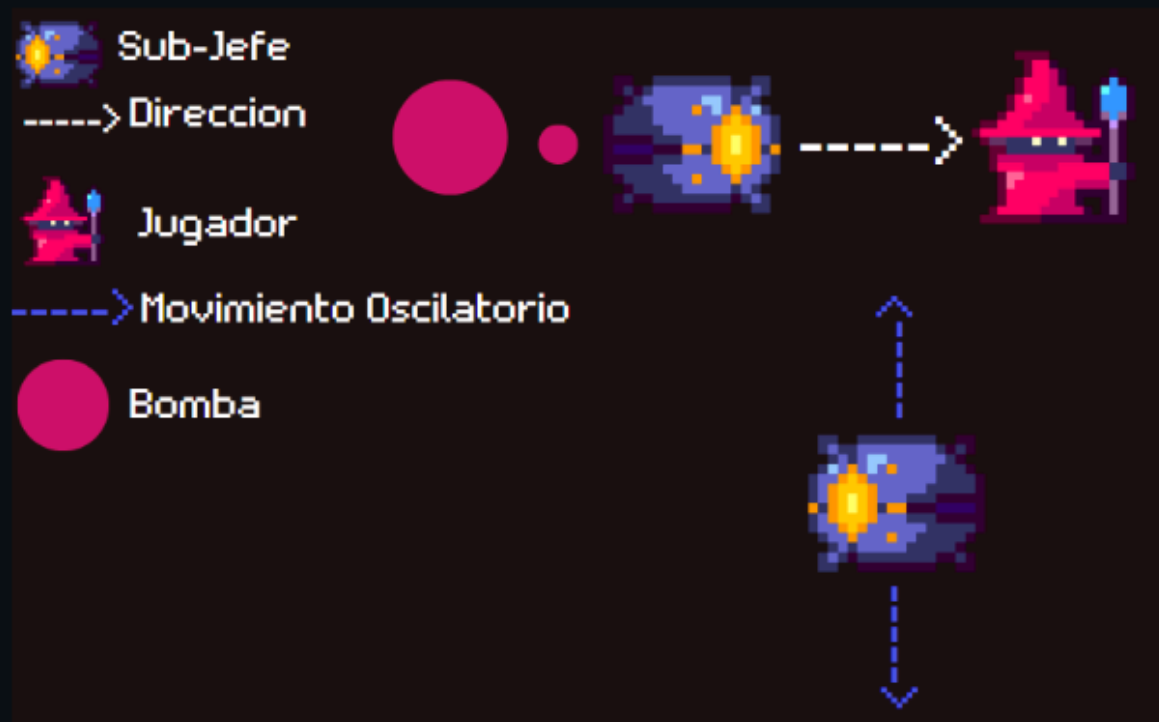 Sub-Jefe
Direccion
Jugador
Movimiento Oscilatorio
Bomba